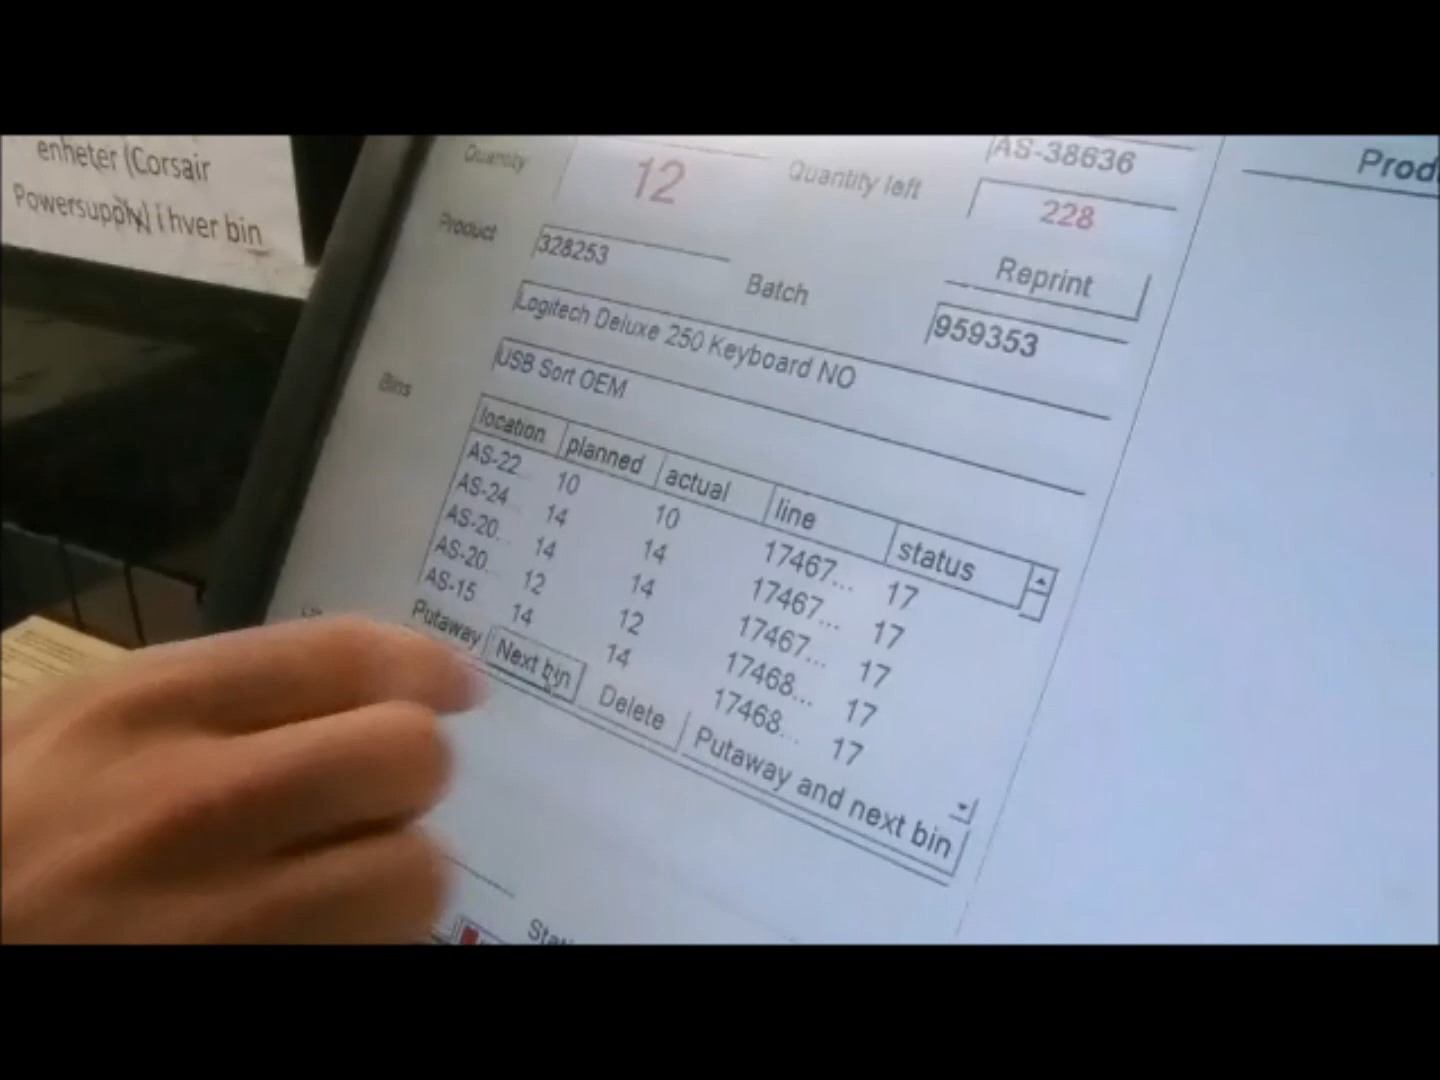 enheter (Corsair
Powersupply) i hver bin
AS-38636
Quantity 12 Quantity left 228
Product 328253 Reprint
Batch 959353
Logitech Deluxe 250 Keyboard NO
USB Sort OEM
Bins
location planned actual line status
AS-22... 10 10 17467... 17
AS-24... 14 14 17467... 17
AS-20... 14 14 17467... 17
AS-20... 12 12 17468... 17
AS-15 14 14 17468... 17
Putaway Next bin Delete Putaway and next bin